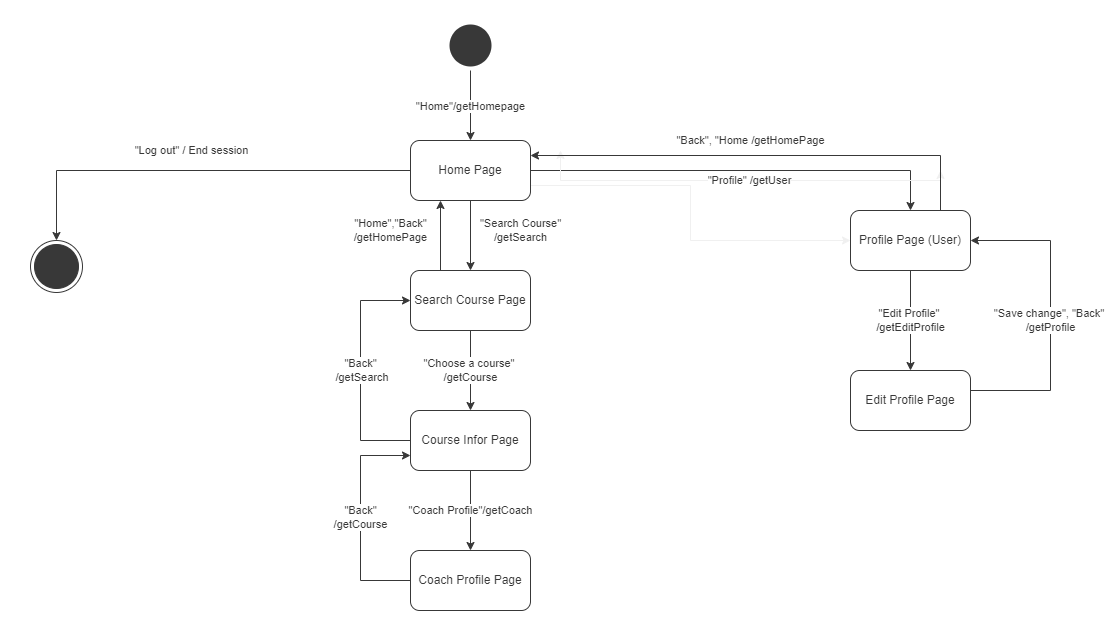 "Home"/getHomepage
"Log out" / End session
"Back", "Home /getHomePage
Home Page
"Profile" /getUser
"Home","Back"
/getHomePage
"Search Course"
/getSearch
Profile Page (User)
Search Course Page
"Edit Profile"
/getEditProfile
"Save change", "Back"
/getProfile
"Back"
/getSearch
"Choose a course"
/getCourse
Edit Profile Page
Course Infor Page
"Back"
/getCourse
"Coach Profile"/getCoach
Coach Profile Page